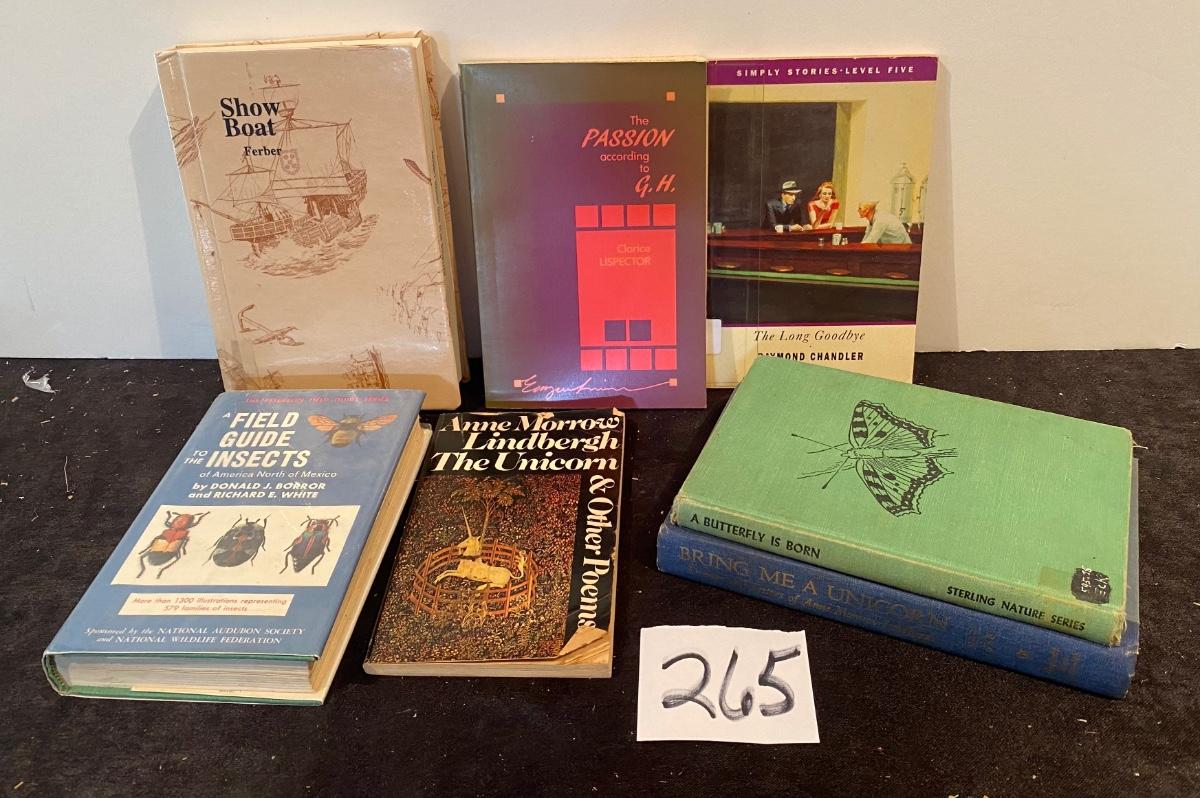 Show
Boat
Ferber
The
PASSION
according
to
G.H.
Clarice
LISPECTOR
SIMPLY STORIES·LEVEL FIVE
The Long Goodbye
RAYMOND CHANDLER
A FIELD
GUIDE
TO THE INSECTS
of America North of Mexico
by DONALD J. BORROR
and RICHARD E. WHITE
More than 1300 illustrations representing
579 families of insects
Sponsored by the NATIONAL AUDUBON SOCIETY
and NATIONAL WILDLIFE FEDERATION
Anne Morrow
Lindbergh
The Unicorn
& Other Poems
A BUTTERFLY IS BORN
STERLING NATURE SERIES
BRING ME A UNICORN
of Anne
265